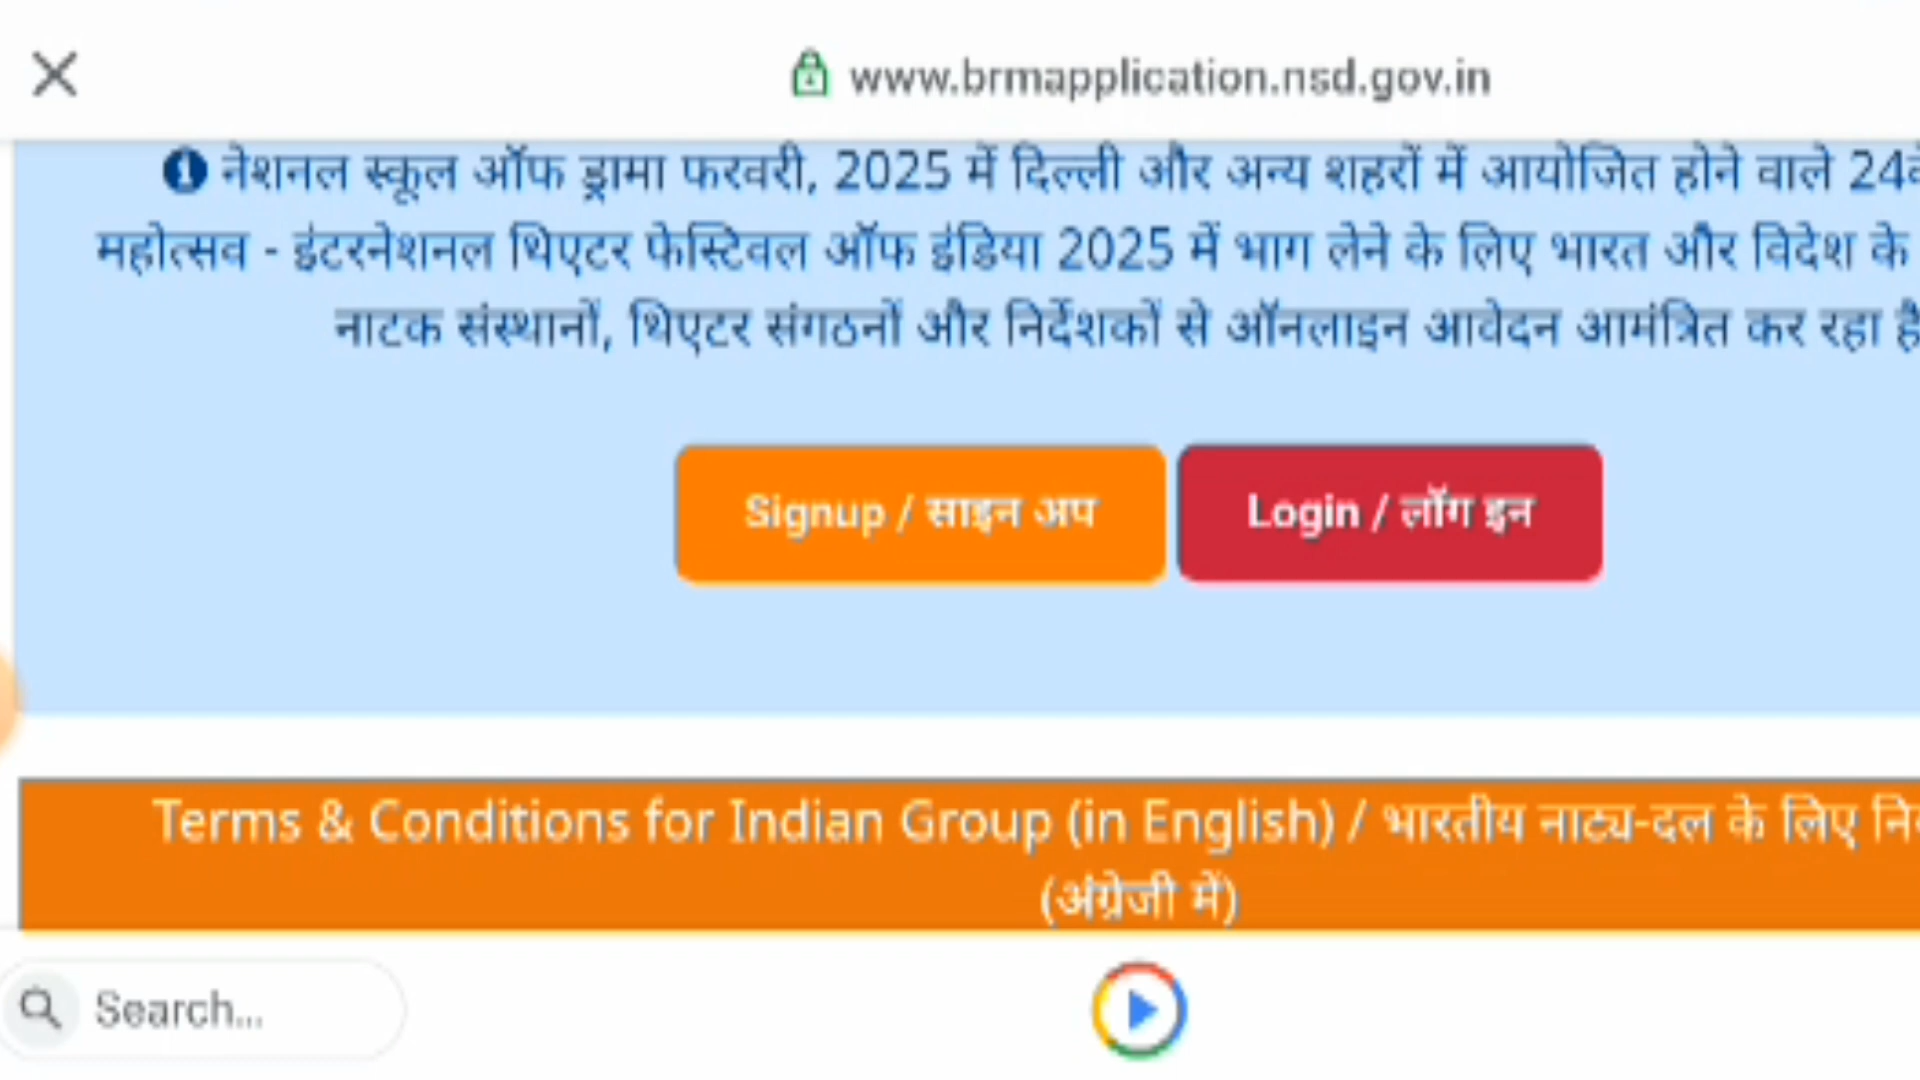 www.brmapplication.nsd.gov.in
नेशनल स्कूल ऑफ ड्रामा फरवरी, 2025 में दिल्ली और अन्य शहरों में आयोजित होने वाले
महोत्सव - इंटरनेशनल थिएटर फेस्टिवल ऑफ इंडिया 2025 में भाग लेने के लिए भारत और विदेश के
नाटक संस्थानों, थिएटर संगठनों और निर्देशकों से ऑनलाइन आवेदन आमंत्रित कर रहा है
Signup / साइन अप
Login / लॉग इन
Terms & Conditions for Indian Group (in English) / भारतीय नाट्य-दल के लिए
(अंग्रेजी में)
Search...